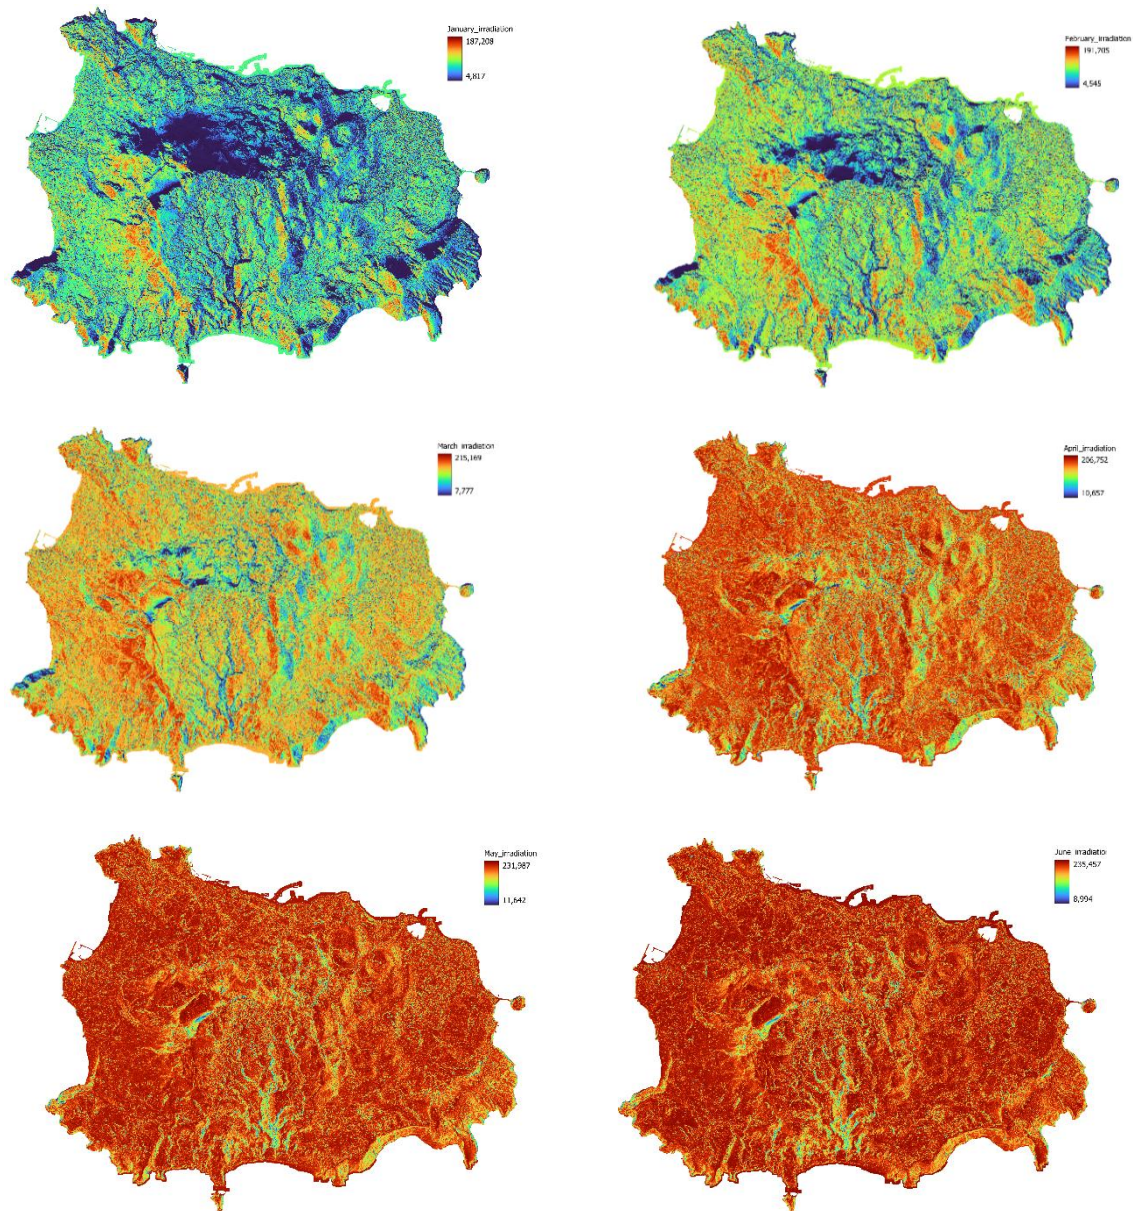 January_irradiation
187,208
4,817
February_irradiation
191,705
4,545
March_irradiation
215,169
7,777
April_irradiation
206,752
10,657
May_irradiation
231,987
11,642
June_irradiation
235,457
8,994